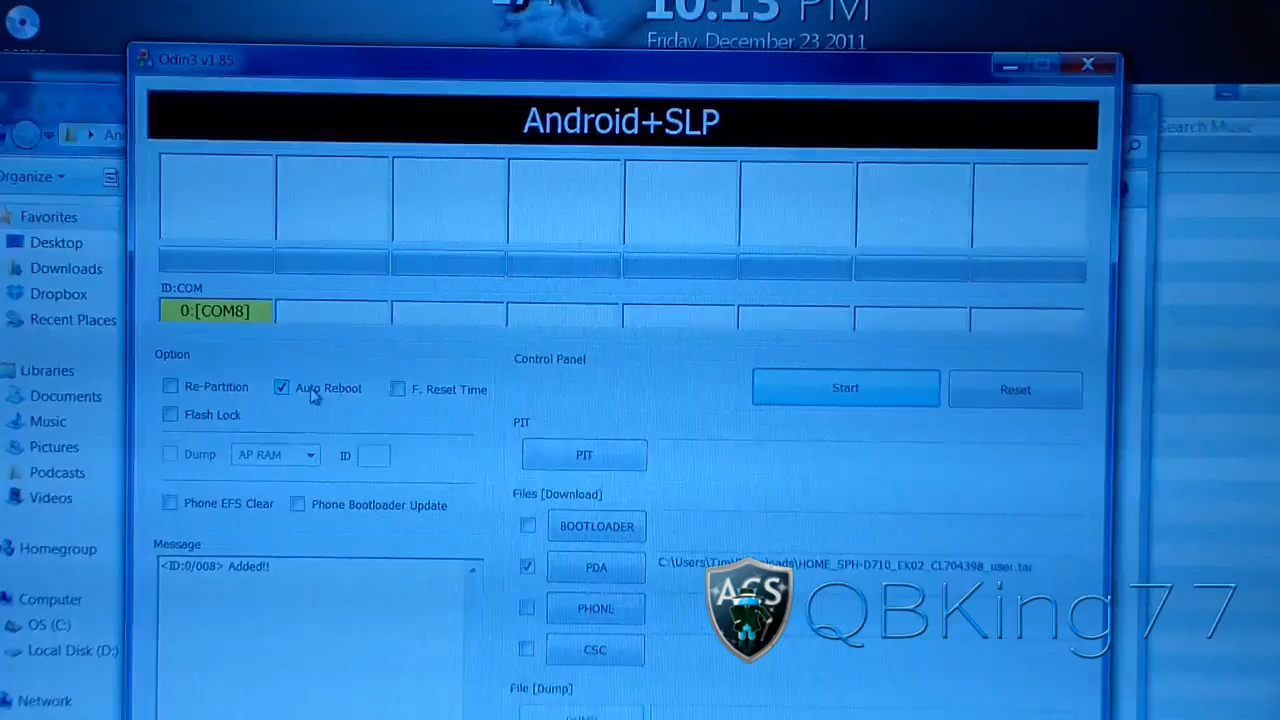 10:13 PM
Friday, December 23 2011
Odin3 v1.85
Android+SLP
Search Music
Organize
Favorites
Desktop
Downloads
Dropbox
Recent Places
Libraries
Documents
Music
Pictures
Podcasts
Videos
Homegroup
Computer
OS (C:)
Local Disk (D:)
Network
ID:COM
0:[COM8]
Option
Re-Partition
Auto Reboot
F. Reset Time
Flash Lock
Dump
AP RAM
ID
Phone EFS Clear
Phone Bootloader Update
Message
<ID:0/008> Added!!
Control Panel
Start
Reset
PIT
PIT
Files [Download]
BOOTLOADER
PDA
HOME_SPH-D710_EK02_CL704398_user.tar
PHONE
CSC
File [Dump]
ACS
QBKing77